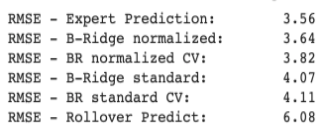 RMSE - Expert Prediction: 3.56
RMSE - B-Ridge normalized: 3.64
RMSE - BR normalized CV: 3.82
RMSE - B-Ridge standard: 4.07
RMSE - BR standard CV: 4.11
RMSE - Rollover Predict: 6.08